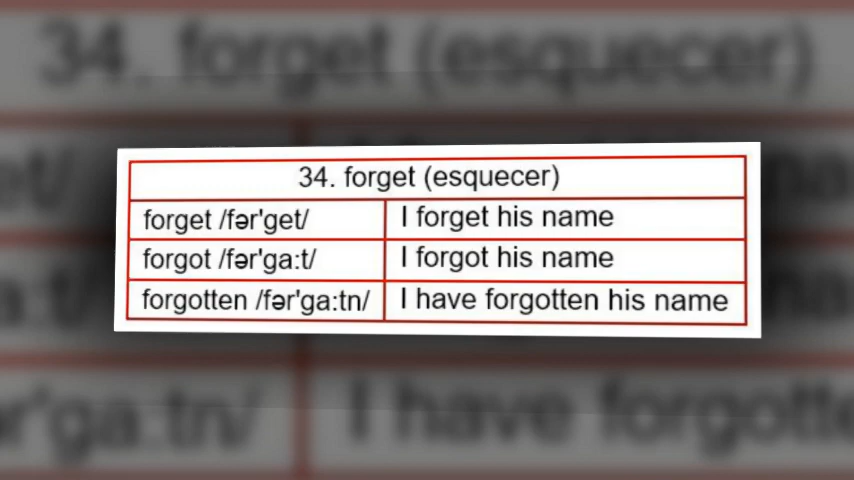 34. forget (esquecer)
forget /fər'get/ I forget his name
forgot /fər'ga:t/ I forgot his name
forgotten /fər'ga:tn/ I have forgotten his name